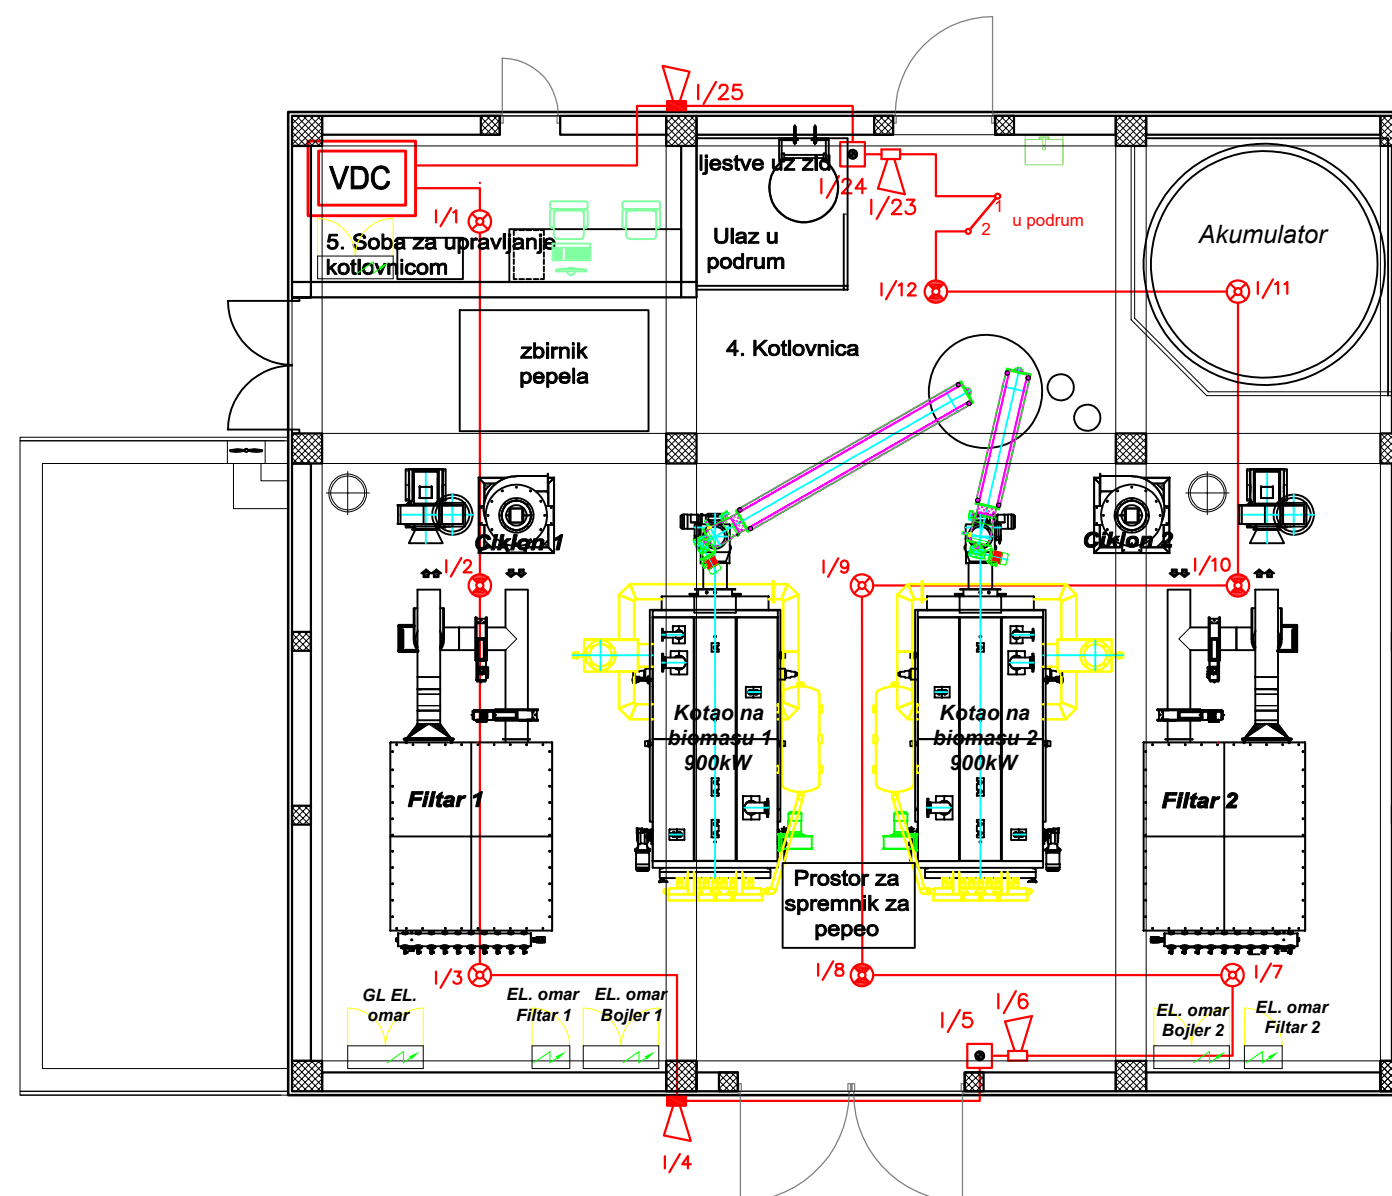 I/25
VDC
ljestve uz zid
I/24
I/23
I/1
1
2
u podrum
5. Soba za upravljanje
kotlovnicom
Ulaz u
podrum
Akumulator
I/12
I/11
zbirnik
pepela
4. Kotlovnica
Ciklon 1
Ciklon 2
I/2
I/9
I/10
Kotao na
biomasu 1
900kW
Kotao na
biomasu 2
900kW
Filtar 1
Filtar 2
Prostor za
spremnik za
pepeo
I/3
I/8
I/7
GL EL.
omar
EL. omar
Filtar 1
EL. omar
Bojler 1
I/5
I/6
EL. omar
Bojler 2
EL. omar
Filtar 2
I/4